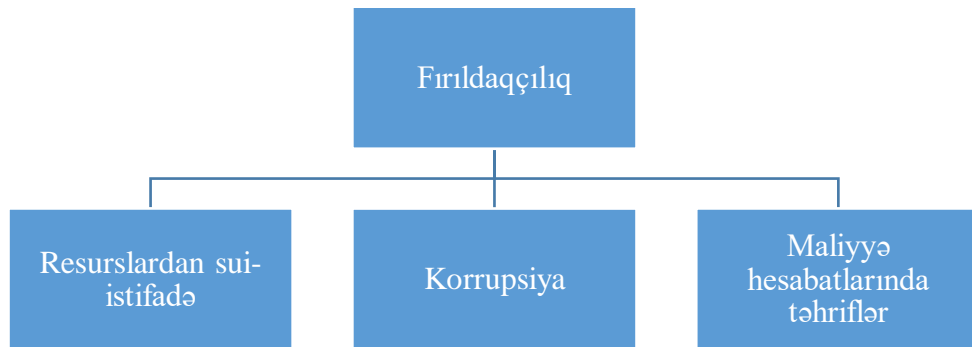 Fırıldaqçılıq
Resurslardan sui-
istifadə
Korrupsiya
Maliyyə
hesabatlarında
təhriflər